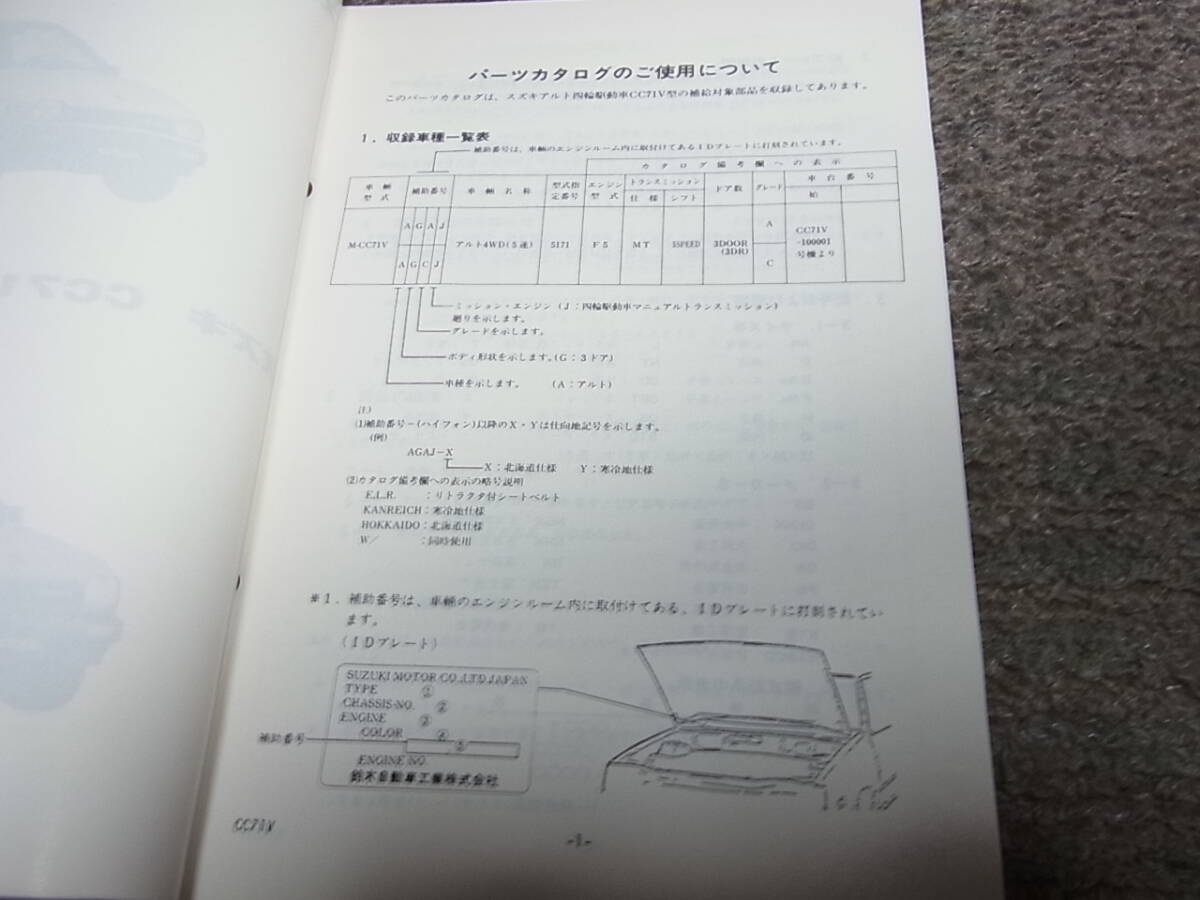 パーツカタログのご使用について
このパーツカタログは、スズキアルト四輪駆動車CC71V型の補給対象部品を収録してあります。
1. 収録車種一覧表
補助番号は、車輌のエンジンルーム内に取付けてあるIDプレートに打刻されています。
カタログ備考欄への表示
車輌型式 補助番号 車輌名称 型式指定番号 エンジン型式 トランスミッション 仕様 シフト ドア数 グレード 車台番号 始
M-CC71V AGAJ アルト4WD(5速) 5171 F5 MT 5SPEED 3DOOR (3DR) A CC71V -100001 号機より
AGCJ C
ミッション・エンジン (J:四輪駆動車マニュアルトランスミッション)
廻りを示します。
グレードを示します。
ボディ形状を示します。(G:3ドア)
車種を示します。 (A:アルト)
(1)補助番号-(ハイフォン)以降のX・Yは仕向地記号を示します。
(例)
AGAJ-X
X:北海道仕様 Y:寒冷地仕様
(2)カタログ備考欄への表示の略号説明
E.L.R. :リトラクタ付シートベルト
KANREICH:寒冷地仕様
HOKKAIDO:北海道仕様
W/ :同時使用
※1. 補助番号は、車輌のエンジンルーム内に取付けてある、IDプレートに打刻されてい
ます。
(IDプレート)
SUZUKI MOTOR CO.,LTD.JAPAN
TYPE ①
CHASSIS NO. ②
ENGINE ③
COLOR ④
補助番号
ENGINE NO.
鈴木自動車工業株式会社
CC71V
-1-